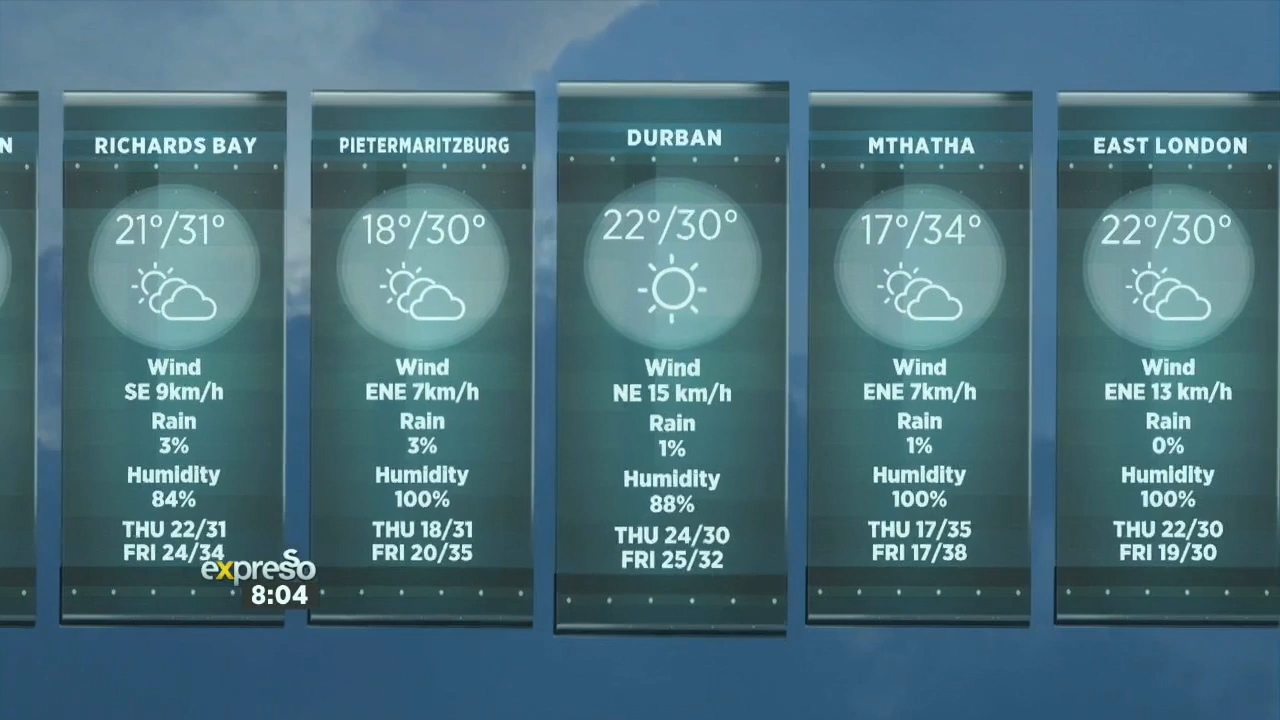 N
RICHARDS BAY
21°/31°
Wind
SE 9km/h
Rain
3%
Humidity
84%
THU 22/31
FRI 24/34
PIETERMARITZBURG
18°/30°
Wind
ENE 7km/h
Rain
3%
Humidity
100%
THU 18/31
FRI 20/35
DURBAN
22°/30°
Wind
NE 15 km/h
Rain
1%
Humidity
88%
THU 24/30
FRI 25/32
MTHATHA
17°/34°
Wind
ENE 7km/h
Rain
1%
Humidity
100%
THU 17/35
FRI 17/38
EAST LONDON
22°/30°
Wind
ENE 13 km/h
Rain
0%
Humidity
100%
THU 22/30
FRI 19/30
expresso
8:04